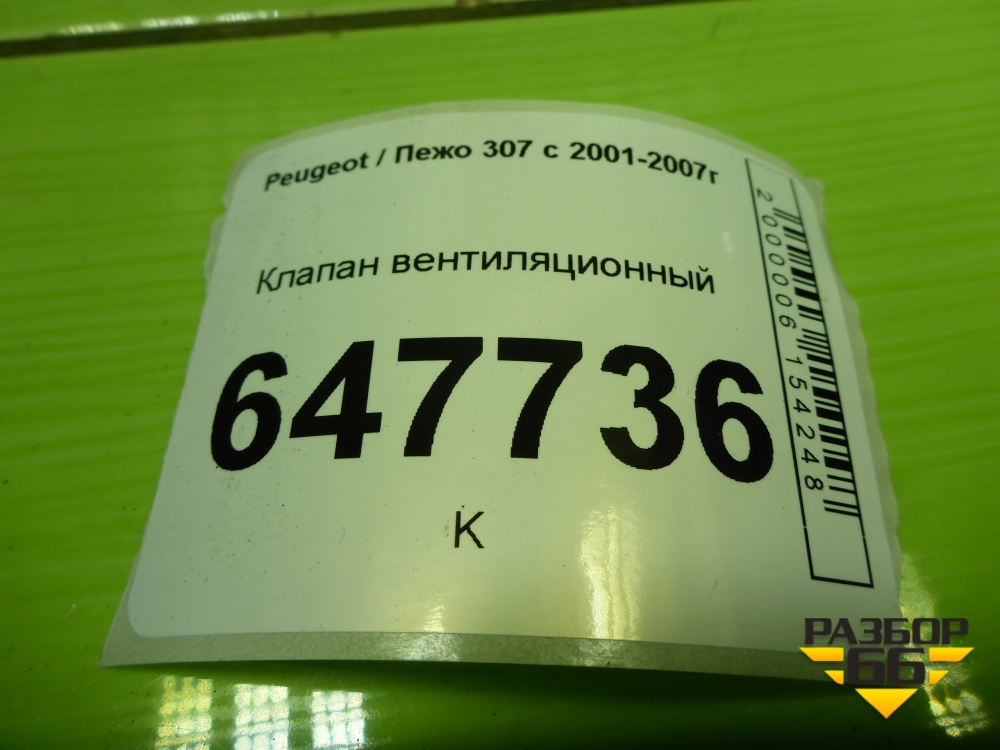 Peugeot / Пежо 307 с 2001-2007г
Клапан вентиляционный
647736
К
2000006154248
РАЗБОР
66